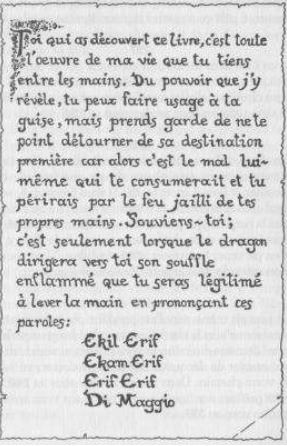 Toi qui as découvert ce livre, c'est toute
l'oeuvre de ma vie que tu tiens
entre les mains. Du pouvoir que j'y
révèle, tu peux faire usage à ta
guise, mais prends garde de ne te
point détourner de sa destination
première car alors c'est le mal lui-
même qui te consumerait et tu
périrais par le feu jailli de tes
propres mains. Souviens-toi;
c'est seulement lorsque le dragon
dirigera vers toi son souffle
enflammé que tu seras légitimé
à lever la main en prononçant ces
paroles:
Ekil Erif
Ekam Erif
Erif Erif
Di Maggio